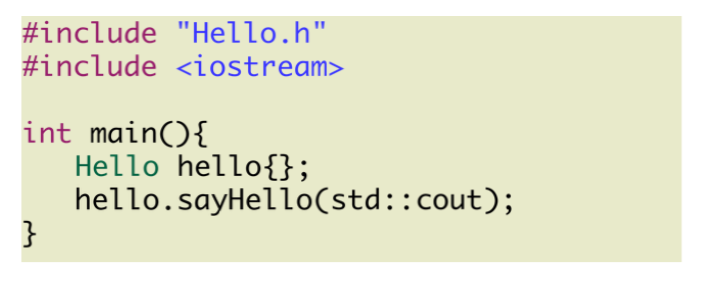 #include "Hello.h"
#include <iostream>
int main(){
Hello hello{};
hello.sayHello(std::cout);
}